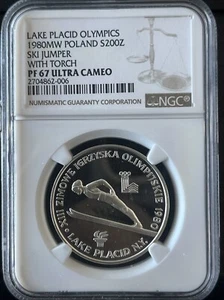 LAKE PLACID OLYMPICS
1980MW POLAND S200Z
SKI JUMPER
WITH TORCH
PF 67 ULTRA CAMEO
2704862-006
NUMISMATIC GUARANTY CORPORATION
NGC
XIII ZIMOWE IGRZYSKA OLIMPIJSKIE 1980
LAKE PLACID N.Y.